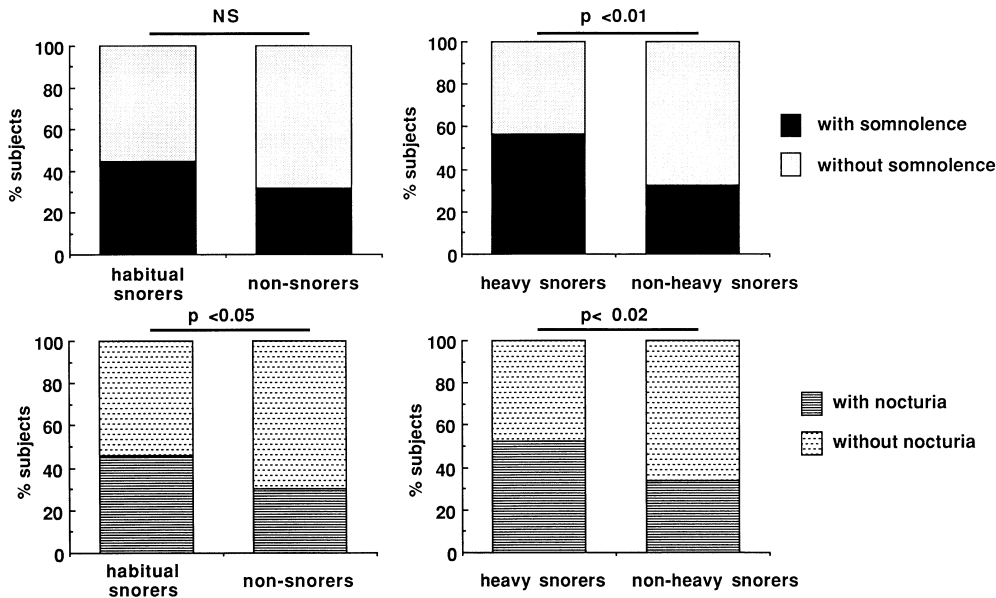 NS
100
80
60
40
20
0
% subjects
habitual
snorers
non-snorers
p <0.01
100
80
60
40
20
0
% subjects
heavy snorers
non-heavy snorers
with somnolence
without somnolence
p <0.05
100
80
60
40
20
0
% subjects
habitual
snorers
non-snorers
p< 0.02
100
80
60
40
20
0
% subjects
heavy snorers
non-heavy snorers
with nocturia
without nocturia